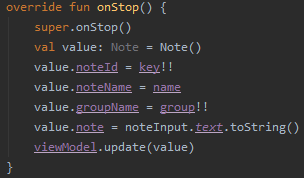 override fun onStop() {
    super.onStop()
    val value: Note = Note()
    value.noteId = key!!
    value.noteName = name
    value.groupName = group!!
    value.note = noteInput.text.toString()
    viewModel.update(value)
}